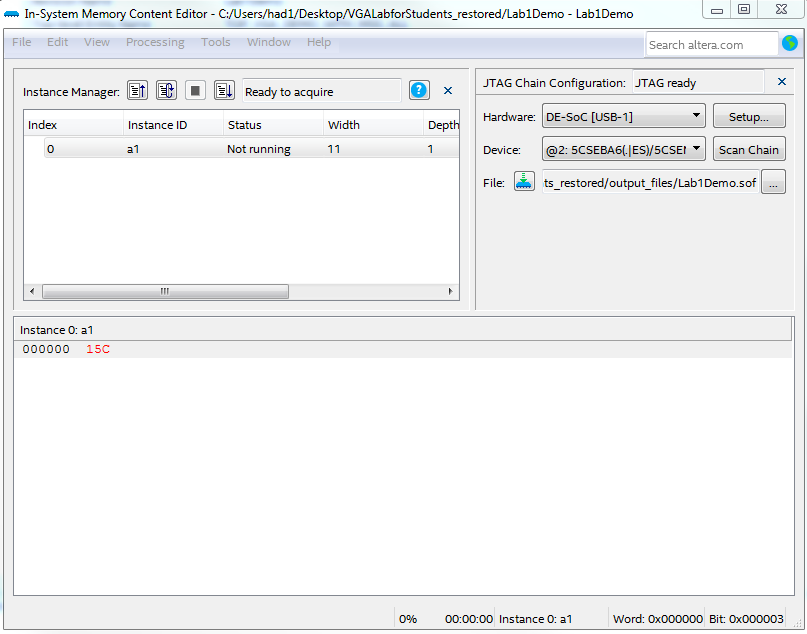 In-System Memory Content Editor - C:/Users/had1/Desktop/VGALabforStudents_restored/Lab1Demo - Lab1Demo
File Edit View Processing Tools Window Help
Search altera.com
Instance Manager: Ready to acquire
Index Instance ID Status Width Depth
0 a1 Not running 11 1
JTAG Chain Configuration: JTAG ready
Hardware: DE-SoC [USB-1] Setup...
Device: @2: 5CSEBA6(.|ES)/5CSEM Scan Chain
File: ts_restored/output_files/Lab1Demo.sof ...
Instance 0: a1
000000 15C
0% 00:00:00 Instance 0: a1 Word: 0x000000 Bit: 0x000003